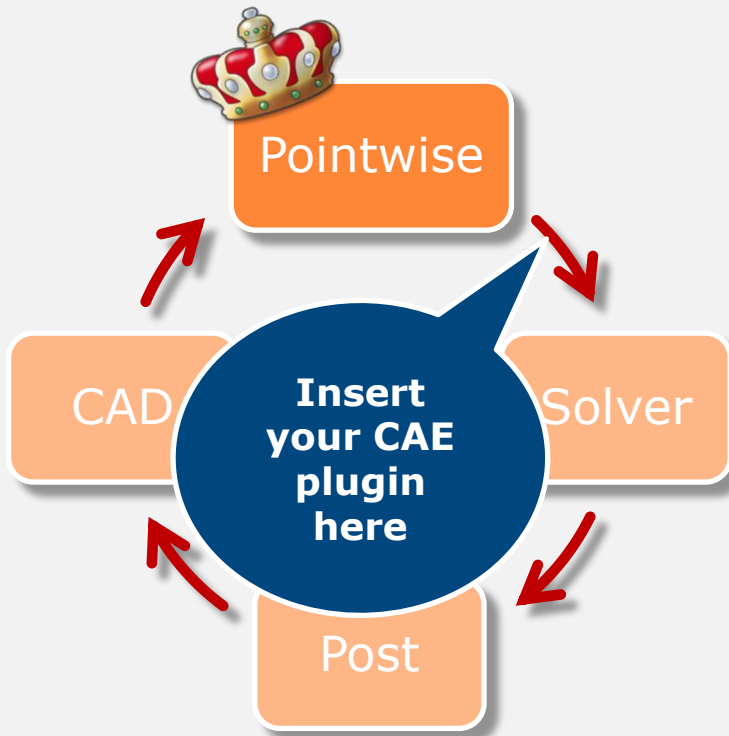 Pointwise
CAD
Insert
your CAE
plugin
here
Solver
Post